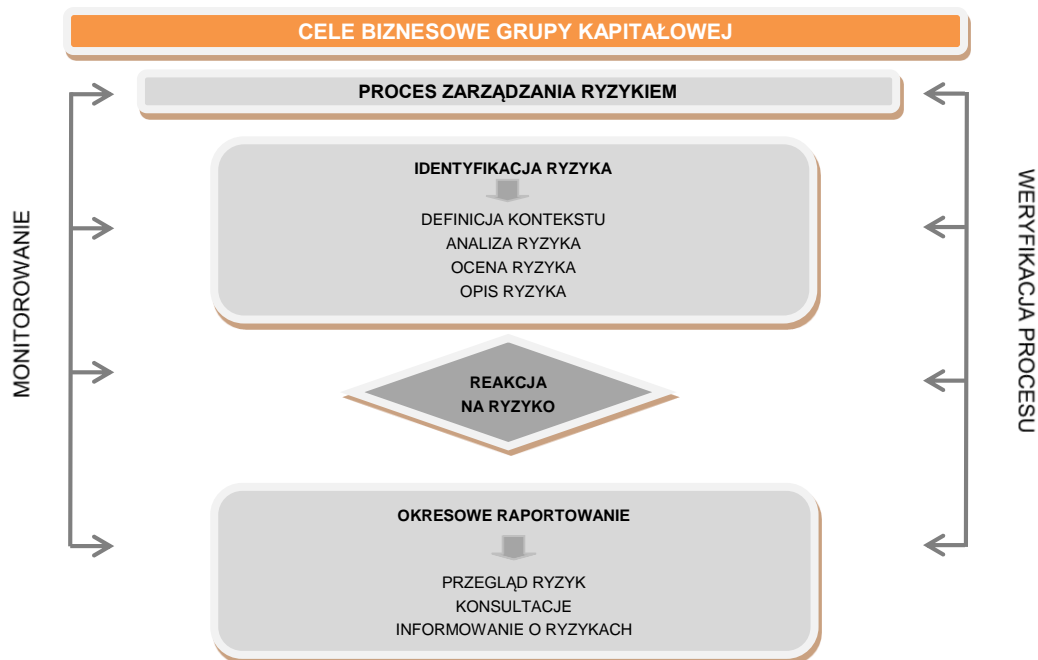 CELE BIZNESOWE GRUPY KAPITAŁOWEJ
PROCES ZARZĄDZANIA RYZYKIEM
IDENTYFIKACJA RYZYKA
DEFINICJA KONTEKSTU
ANALIZA RYZYKA
OCENA RYZYKA
OPIS RYZYKA
MONITOROWANIE
WERYFIKACJA PROCESU
REAKCJA
NA RYZYKO
OKRESOWE RAPORTOWANIE
PRZEGLĄD RYZYK
KONSULTACJE
INFORMOWANIE O RYZYKACH